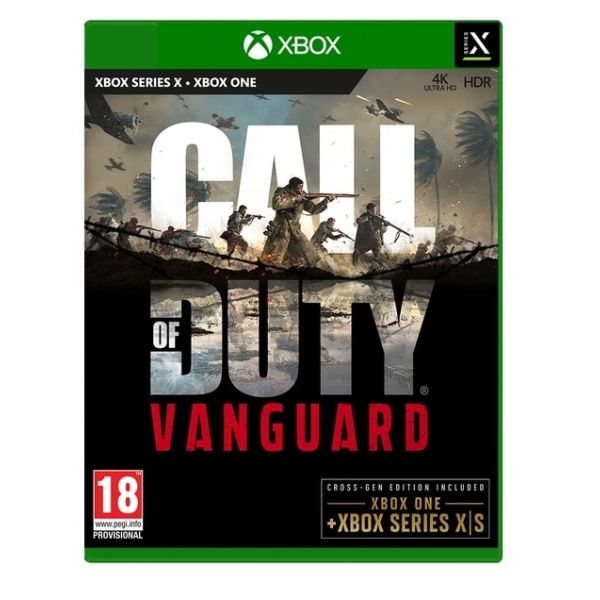 XBOX
SERIES
X
XBOX SERIES X • XBOX ONE
4K
ULTRA HD
HDR
CALL
OF DUTY®
VANGUARD
18
www.pegi.info
PROVISIONAL
CROSS-GEN EDITION INCLUDED
XBOX ONE
+XBOX SERIES X|S